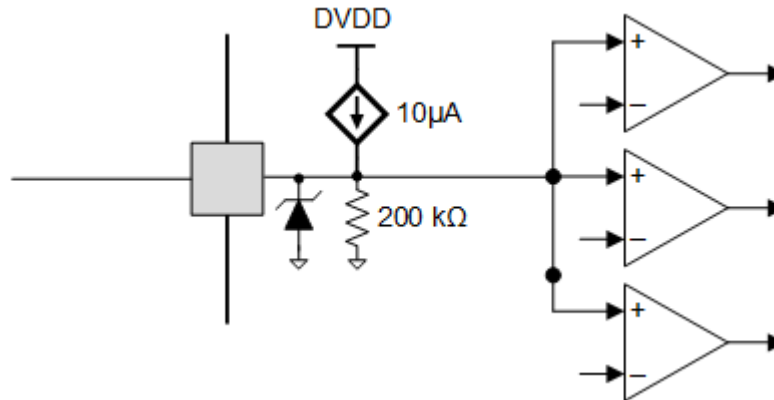 DVDD
10µA
200 kΩ
+
–
+
–
+
–